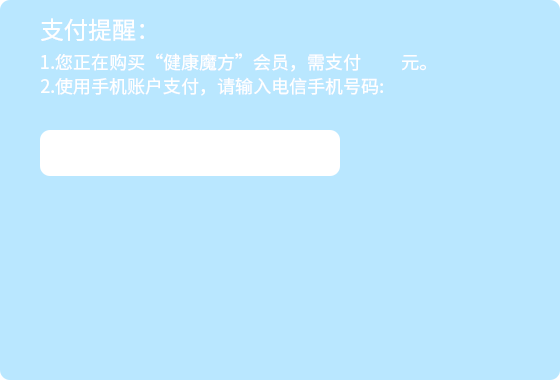 支付提醒：
1.您正在购买“健康魔方”会员，需支付　　元。
2.使用手机账户支付，请输入电信手机号码: